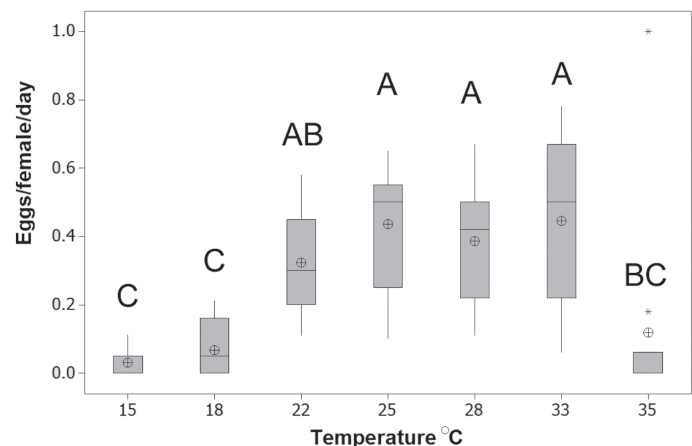 1.0
0.8
0.6
0.4
0.2
0.0
Eggs/female/day
C
C
AB
A
A
A
BC
15 18 22 25 28 33 35
Temperature °C